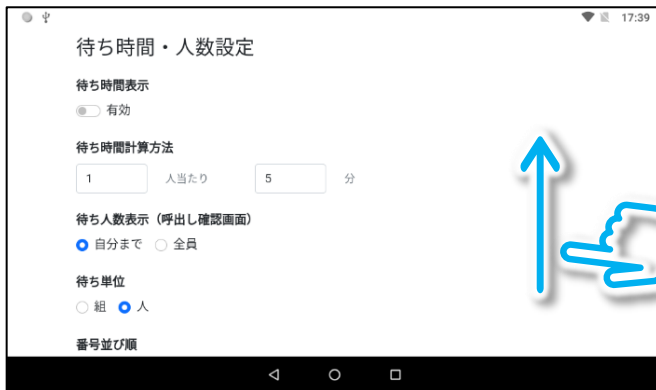 17:39
待ち時間・人数設定
待ち時間表示
有効
待ち時間計算方法
1 人当たり 5 分
待ち人数表示（呼出し確認画面）
自分まで 全員
待ち単位
組 人
番号並び順